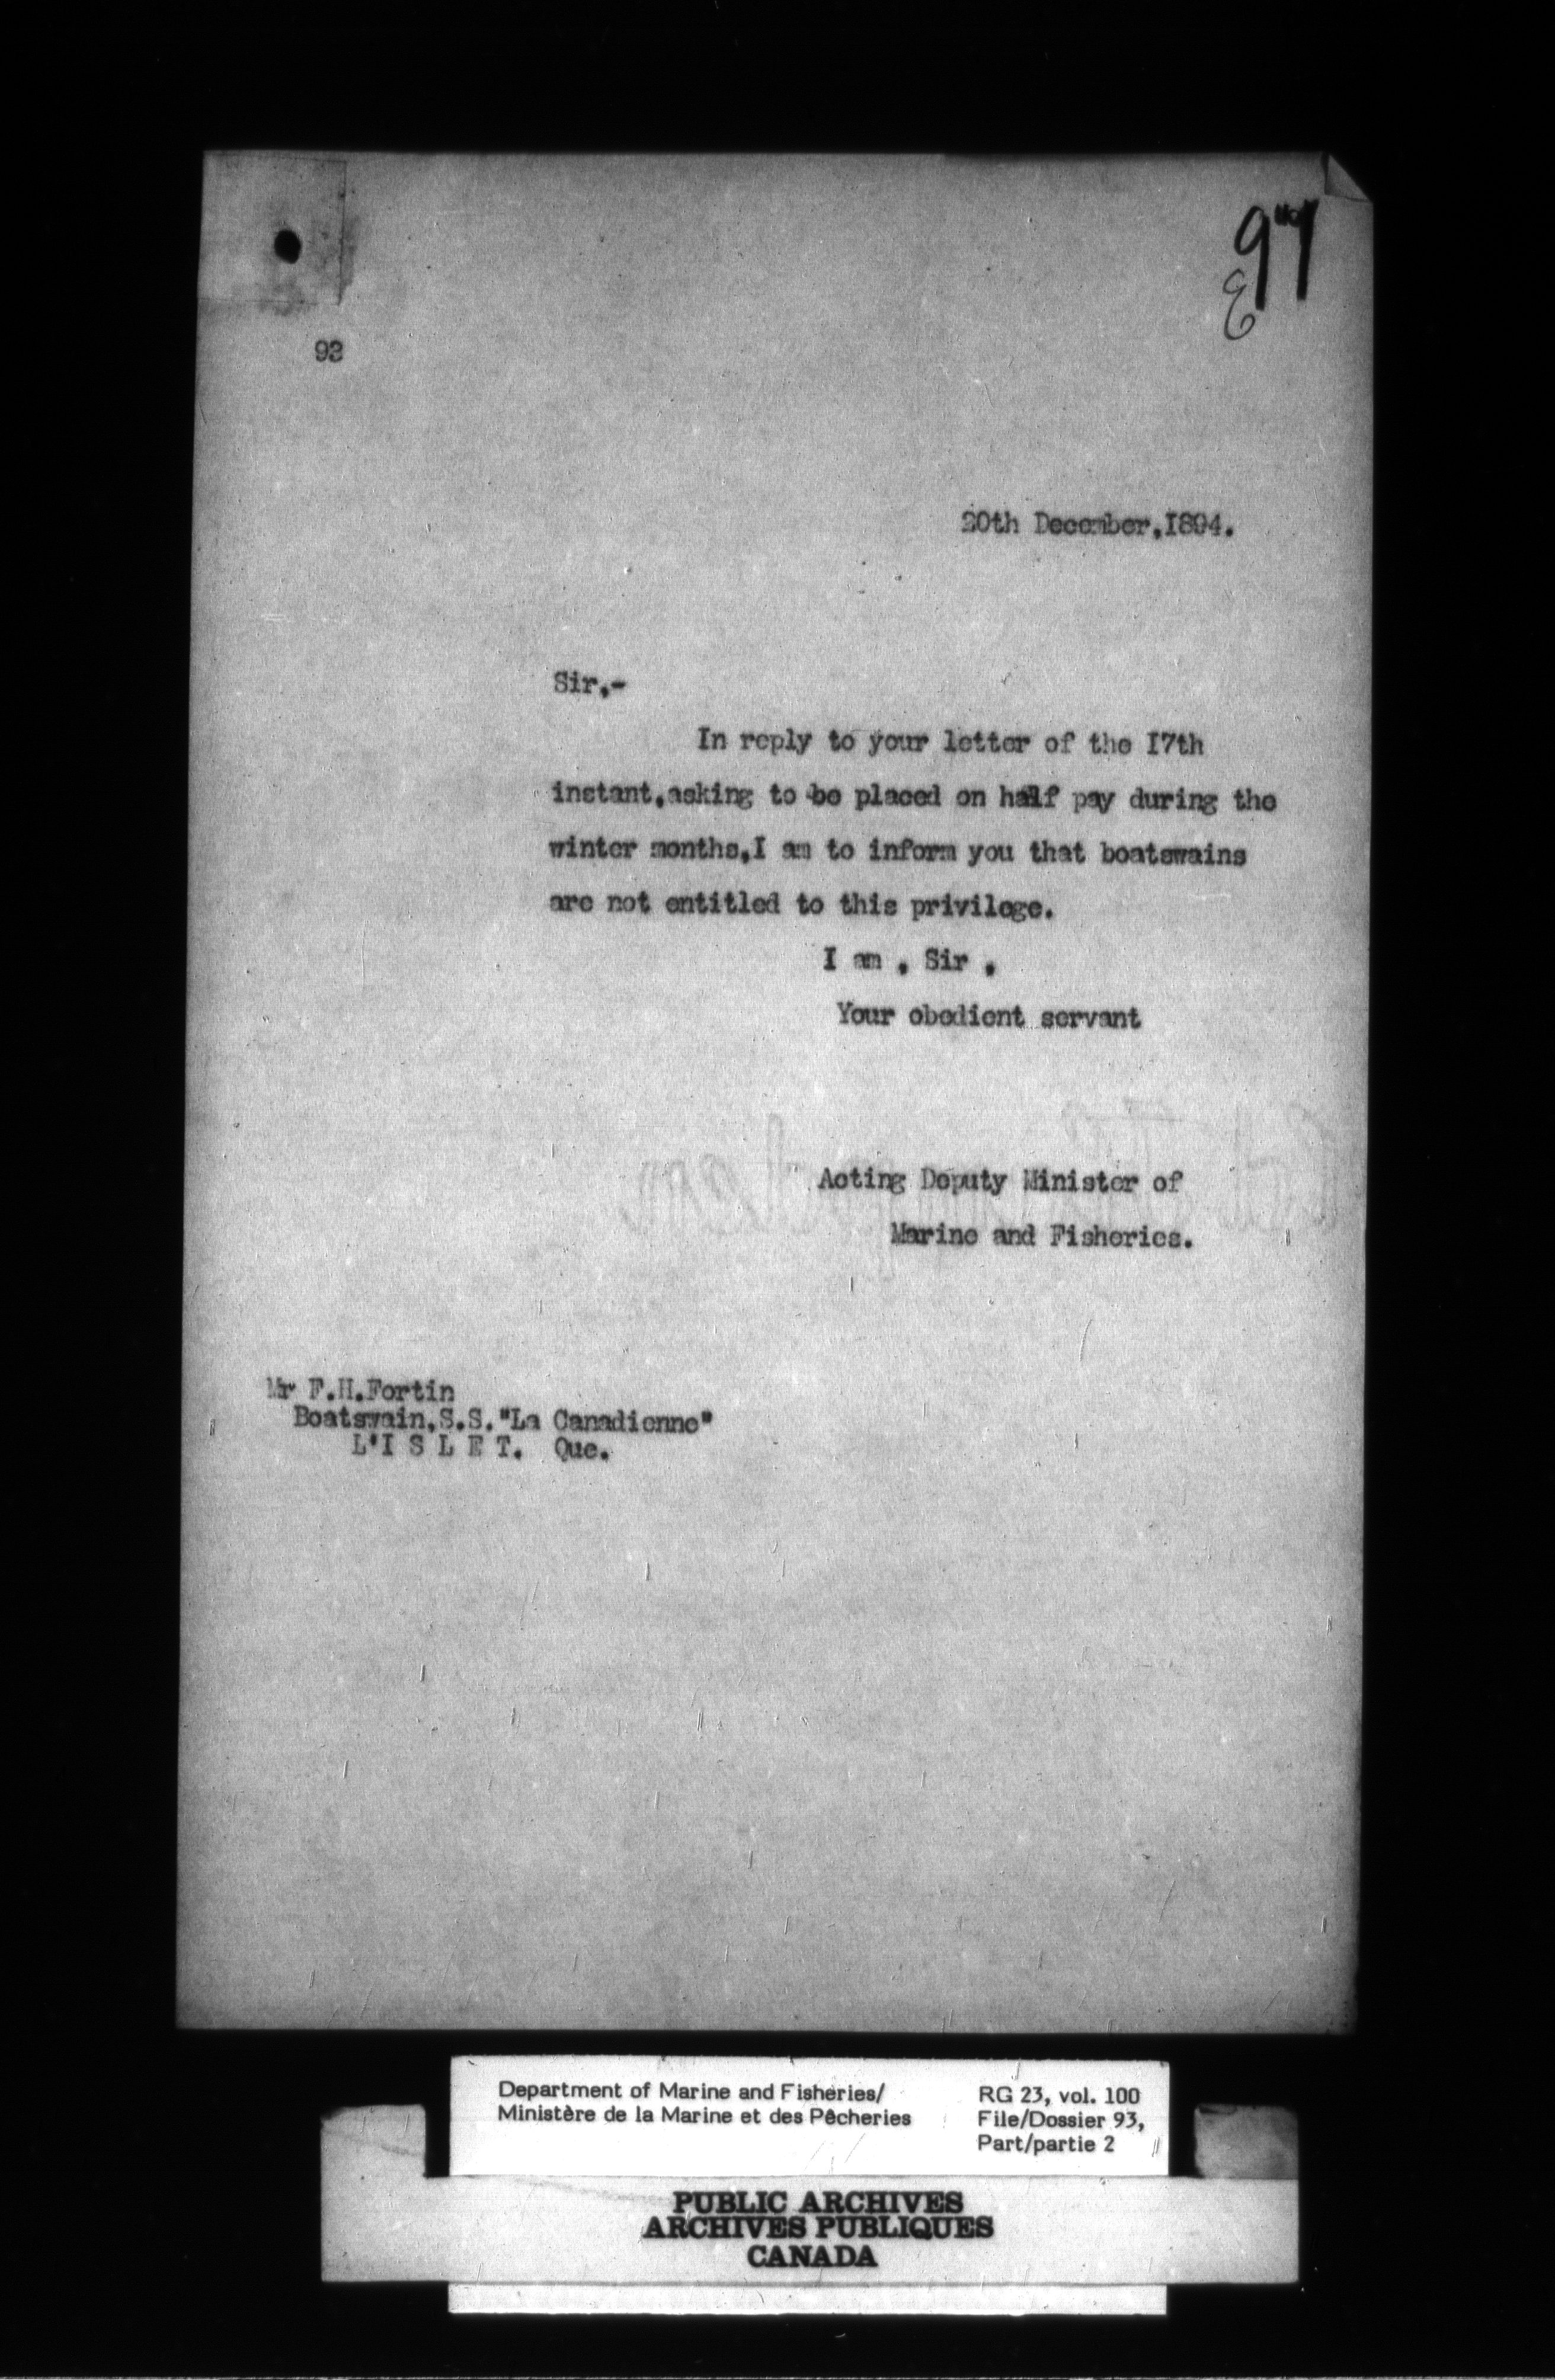 97
93
20th December,I894.
Sir,-
In reply to your letter of the I7th
instant,asking to be placed on half pay during the
winter months,I am to inform you that boatswains
are not entitled to this privilege.
I am , Sir ,
Your obedient servant
Acting Deputy Minister of
Marine and Fisheries.
Mr F.H.Fortin
Boatswain,S.S."La Canadienne"
L'I S L E T. Que.
Department of Marine and Fisheries/
Ministère de la Marine et des Pêcheries
RG 23, vol. 100
File/Dossier 93,
Part/partie 2
PUBLIC ARCHIVES
ARCHIVES PUBLIQUES
CANADA